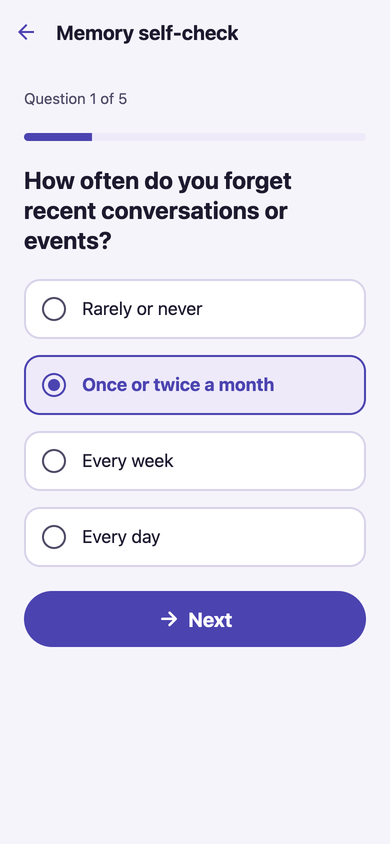 Memory self-check
Question 1 of 5
How often do you forget
recent conversations or
events?
Rarely or never
Once or twice a month
Every week
Every day
Next